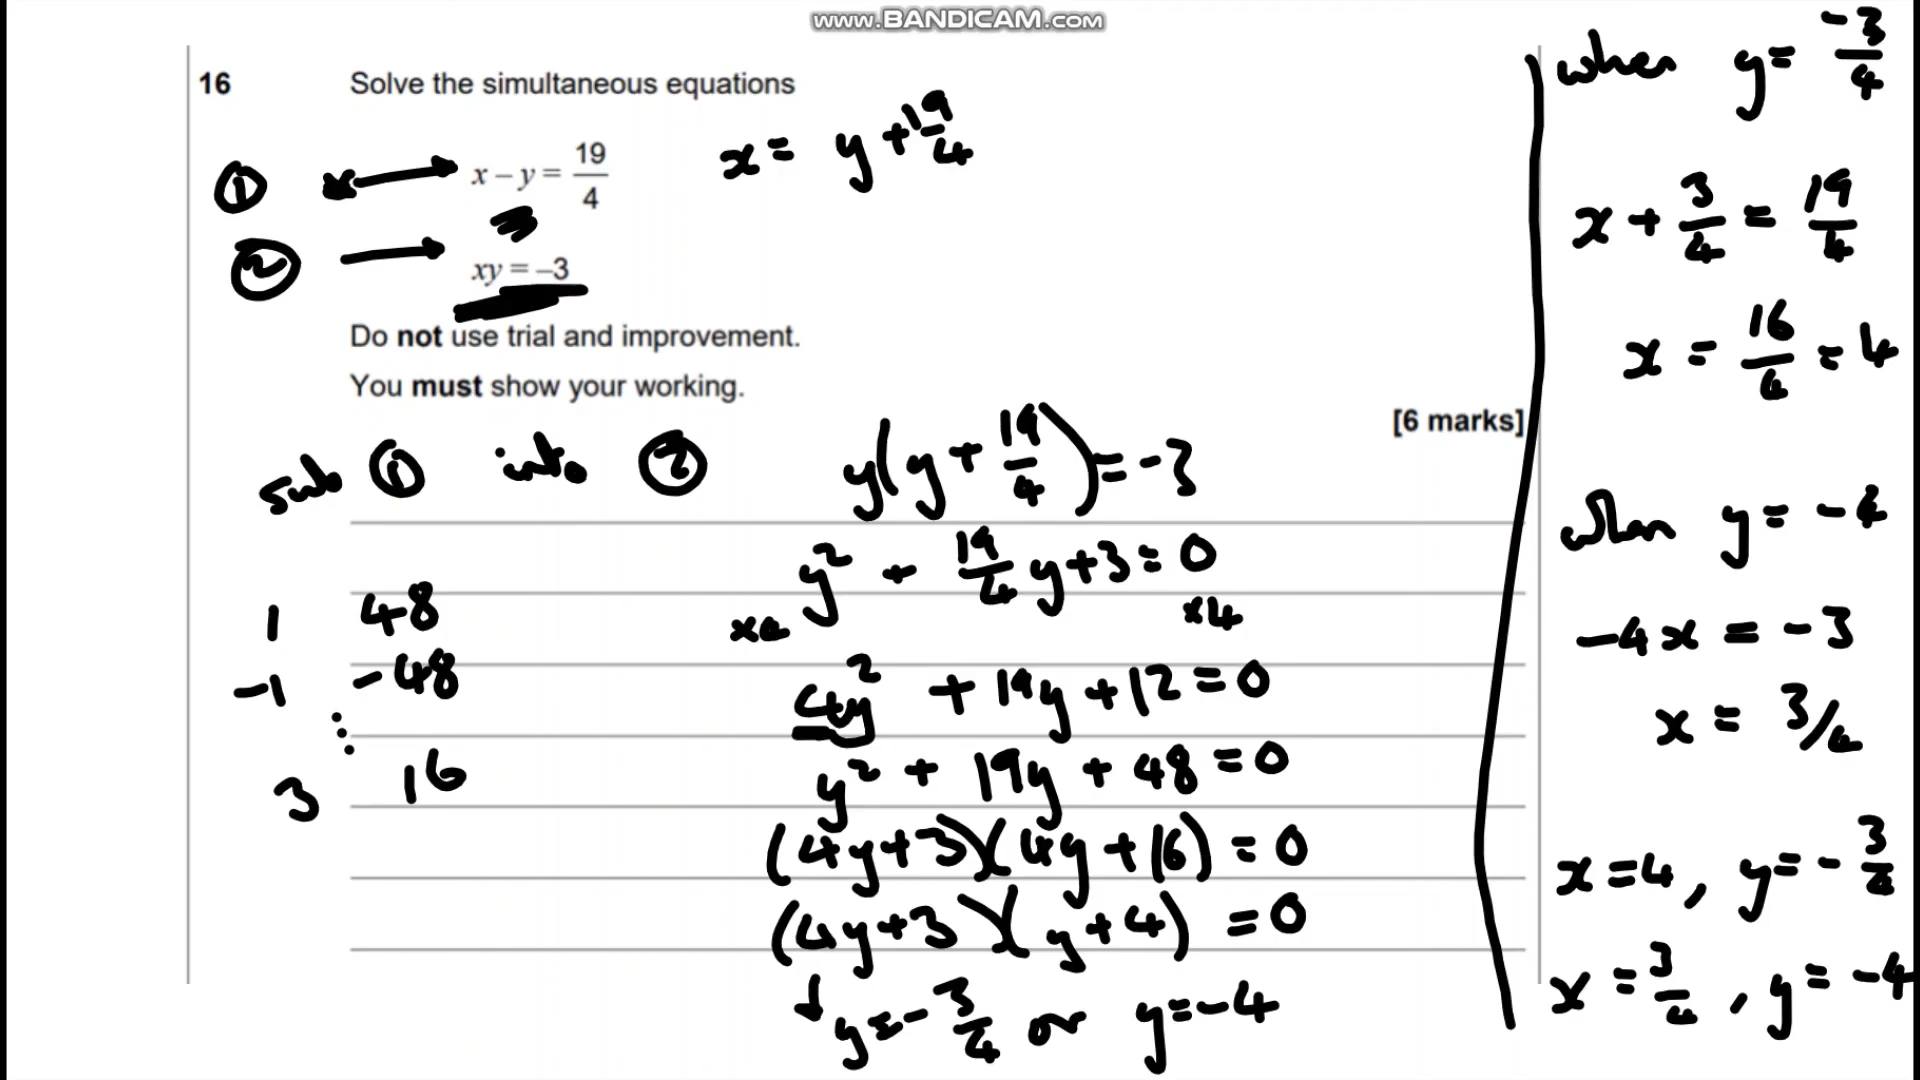 www.BANDICAM.com
16 Solve the simultaneous equations
① → x – y = 19/4
x = y + 19/4
② → xy = –3
Do not use trial and improvement.
You must show your working.
[6 marks]
sub ① into ②
y(y + 19/4) = -3
y² + 19/4 y + 3 = 0
x4 x4
4y² + 19y + 12 = 0
y² + 19y + 48 = 0
(4y + 3)(4y + 16) = 0
(4y + 3)(y + 4) = 0
↓ y = - 3/4 or y = -4
1 48
-1 -48
⋮
3 16
when y = -3/4
x + 3/4 = 19/4
x = 16/4 = 4
when y = -4
-4x = -3
x = 3/4
x = 4, y = - 3/4
x = 3/4, y = -4